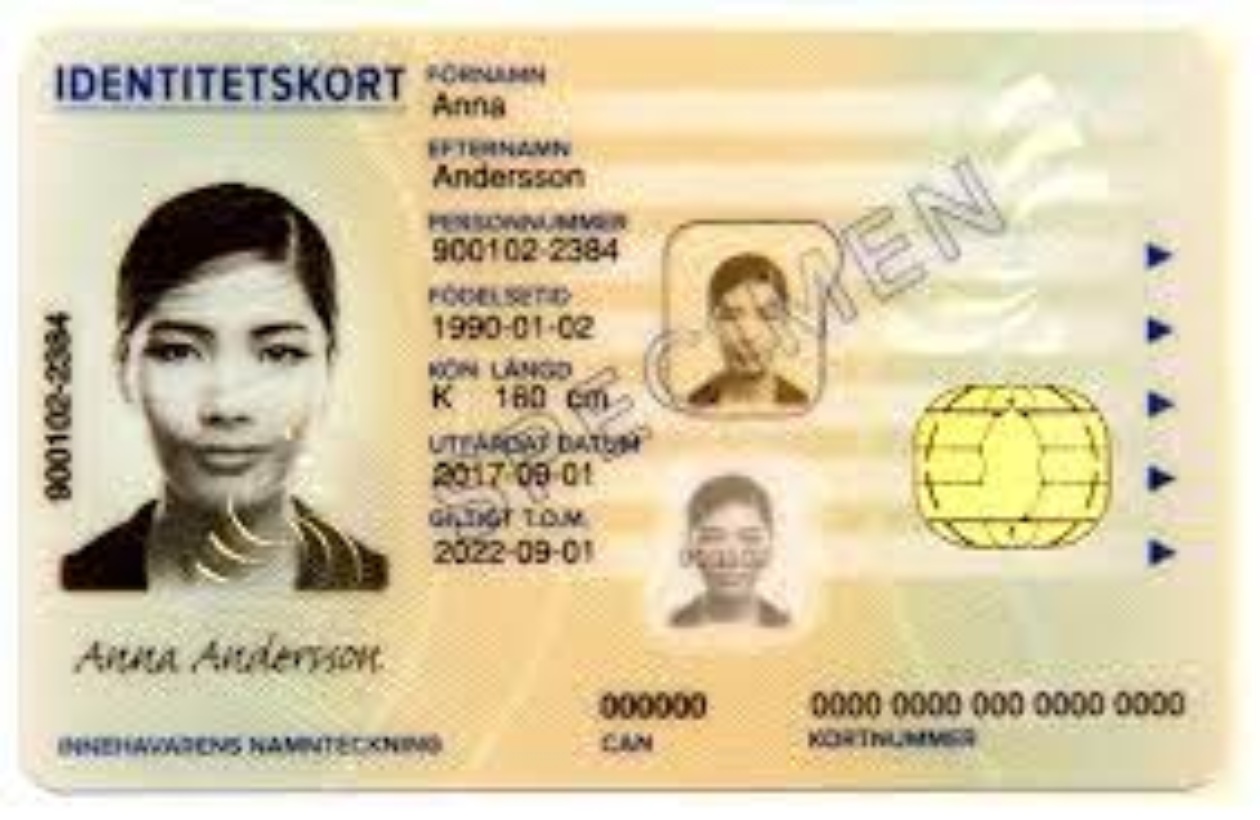 IDENTITETSKORT
FÖRNAMN
Anna
EFTERNAMN
Andersson
PERSONNUMMER
900102-2384
FÖDELSETID
1990-01-02
KÖN LÄNGD
K 160 cm
UTFÄRDAT DATUM
2017-09-01
GILTIGT T.O.M.
2022-09-01
900102-2384
SPECIMEN
Anna Andersson
INNEHAVARENS NAMNTECKNING
000000
CAN
0000 0000 000 0000 0000
KORTNUMMER